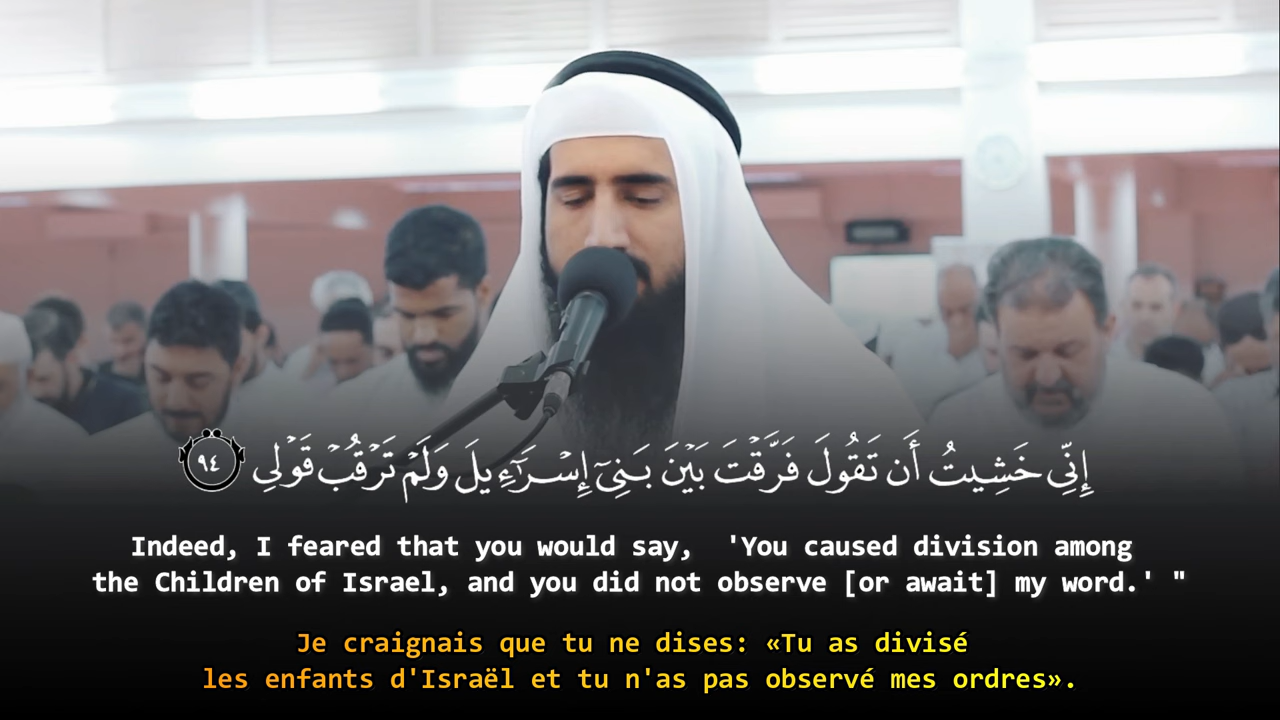 إِنِّي خَشِيتُ أَن تَقُولَ فَرَّقْتَ بَيْنَ بَنِىٓ إِسْرَٰٓءِيلَ وَلَمْ تَرْقُبْ قَوْلِى ٩٤
Indeed, I feared that you would say,  'You caused division among
the Children of Israel, and you did not observe [or await] my word.' "
Je craignais que tu ne dises: «Tu as divisé
les enfants d'Israël et tu n'as pas observé mes ordres».